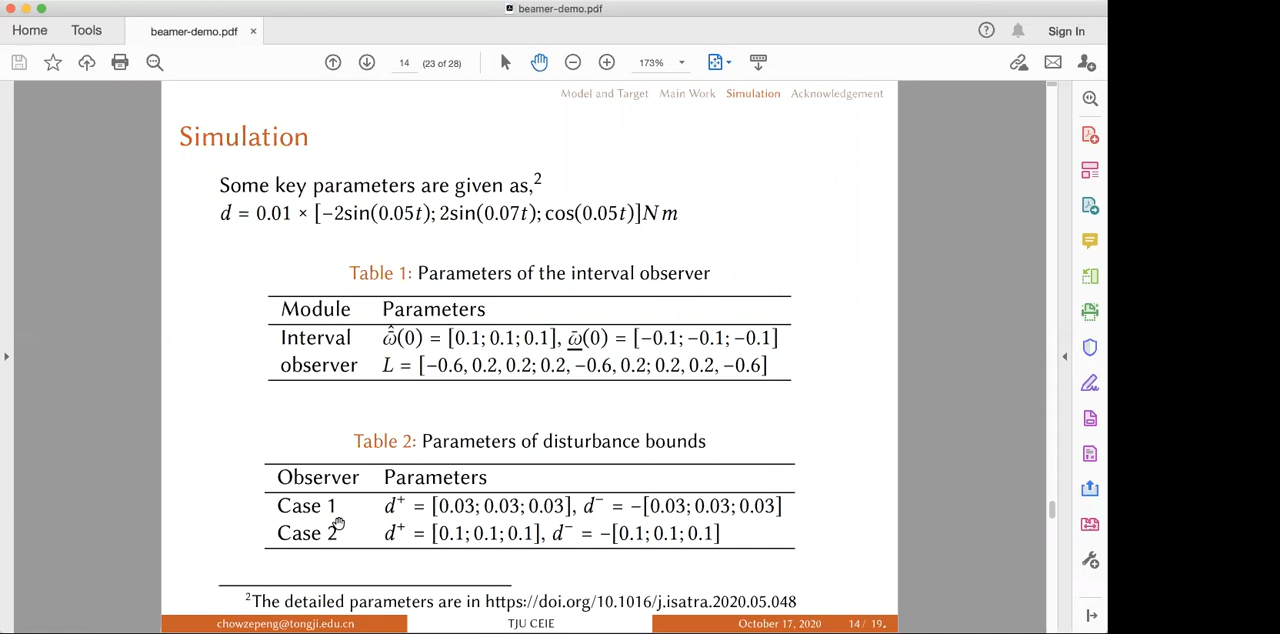 beamer-demo.pdf
Home Tools beamer-demo.pdf × Sign In
14 (23 of 28) 173%
Model and Target Main Work Simulation Acknowledgement
Simulation
Some key parameters are given as,²
d = 0.01 × [−2sin(0.05t); 2sin(0.07t); cos(0.05t)]N m
Table 1: Parameters of the interval observer
Module Parameters
Interval ω̄̂(0) = [0.1; 0.1; 0.1], ω̲̄(0) = [−0.1; −0.1; −0.1]
observer L = [−0.6, 0.2, 0.2; 0.2, −0.6, 0.2; 0.2, 0.2, −0.6]
Table 2: Parameters of disturbance bounds
Observer Parameters
Case 1 d⁺ = [0.03; 0.03; 0.03], d⁻ = −[0.03; 0.03; 0.03]
Case 2 d⁺ = [0.1; 0.1; 0.1], d⁻ = −[0.1; 0.1; 0.1]
²The detailed parameters are in https://doi.org/10.1016/j.isatra.2020.05.048
chowzepeng@tongji.edu.cn TJU CEIE October 17, 2020 14 / 19.